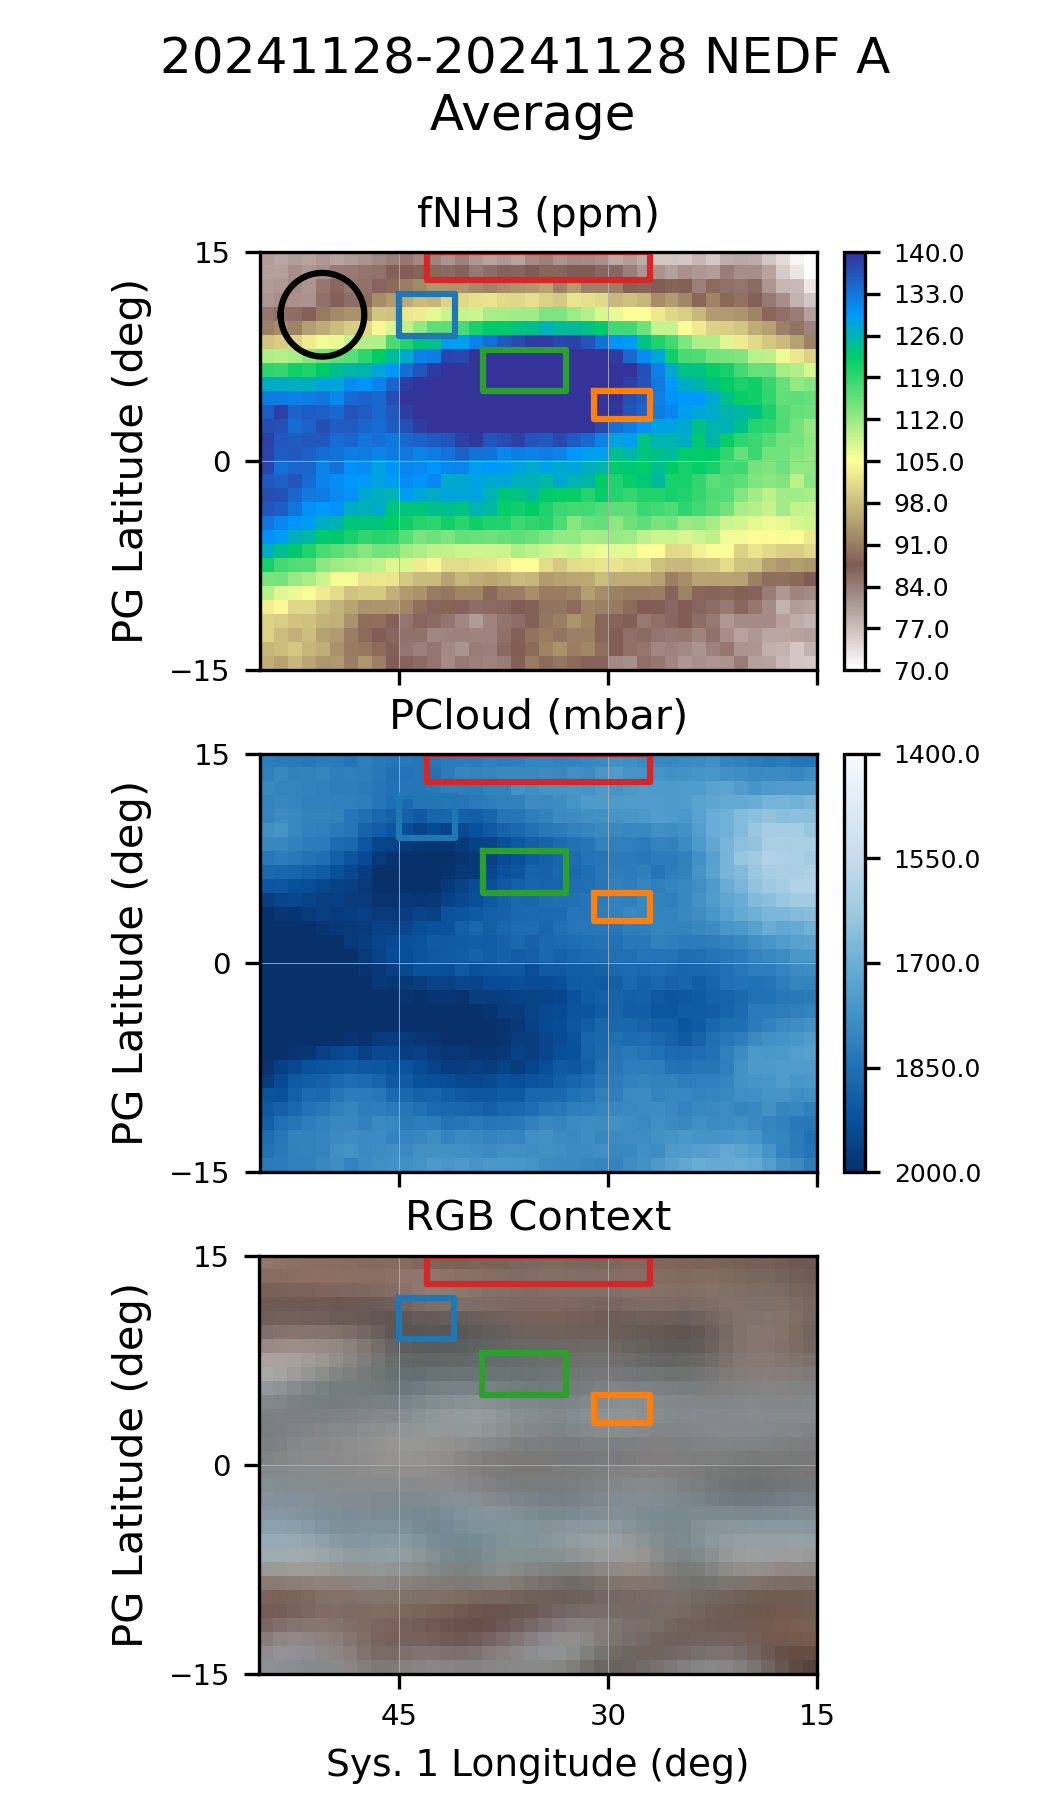 20241128-20241128 NEDF A
Average
fNH3 (ppm)
PG Latitude (deg)
15
0
−15
140.0
133.0
126.0
119.0
112.0
105.0
98.0
91.0
84.0
77.0
70.0
PCloud (mbar)
PG Latitude (deg)
15
0
−15
1400.0
1550.0
1700.0
1850.0
2000.0
RGB Context
PG Latitude (deg)
15
0
−15
45 30 15
Sys. 1 Longitude (deg)